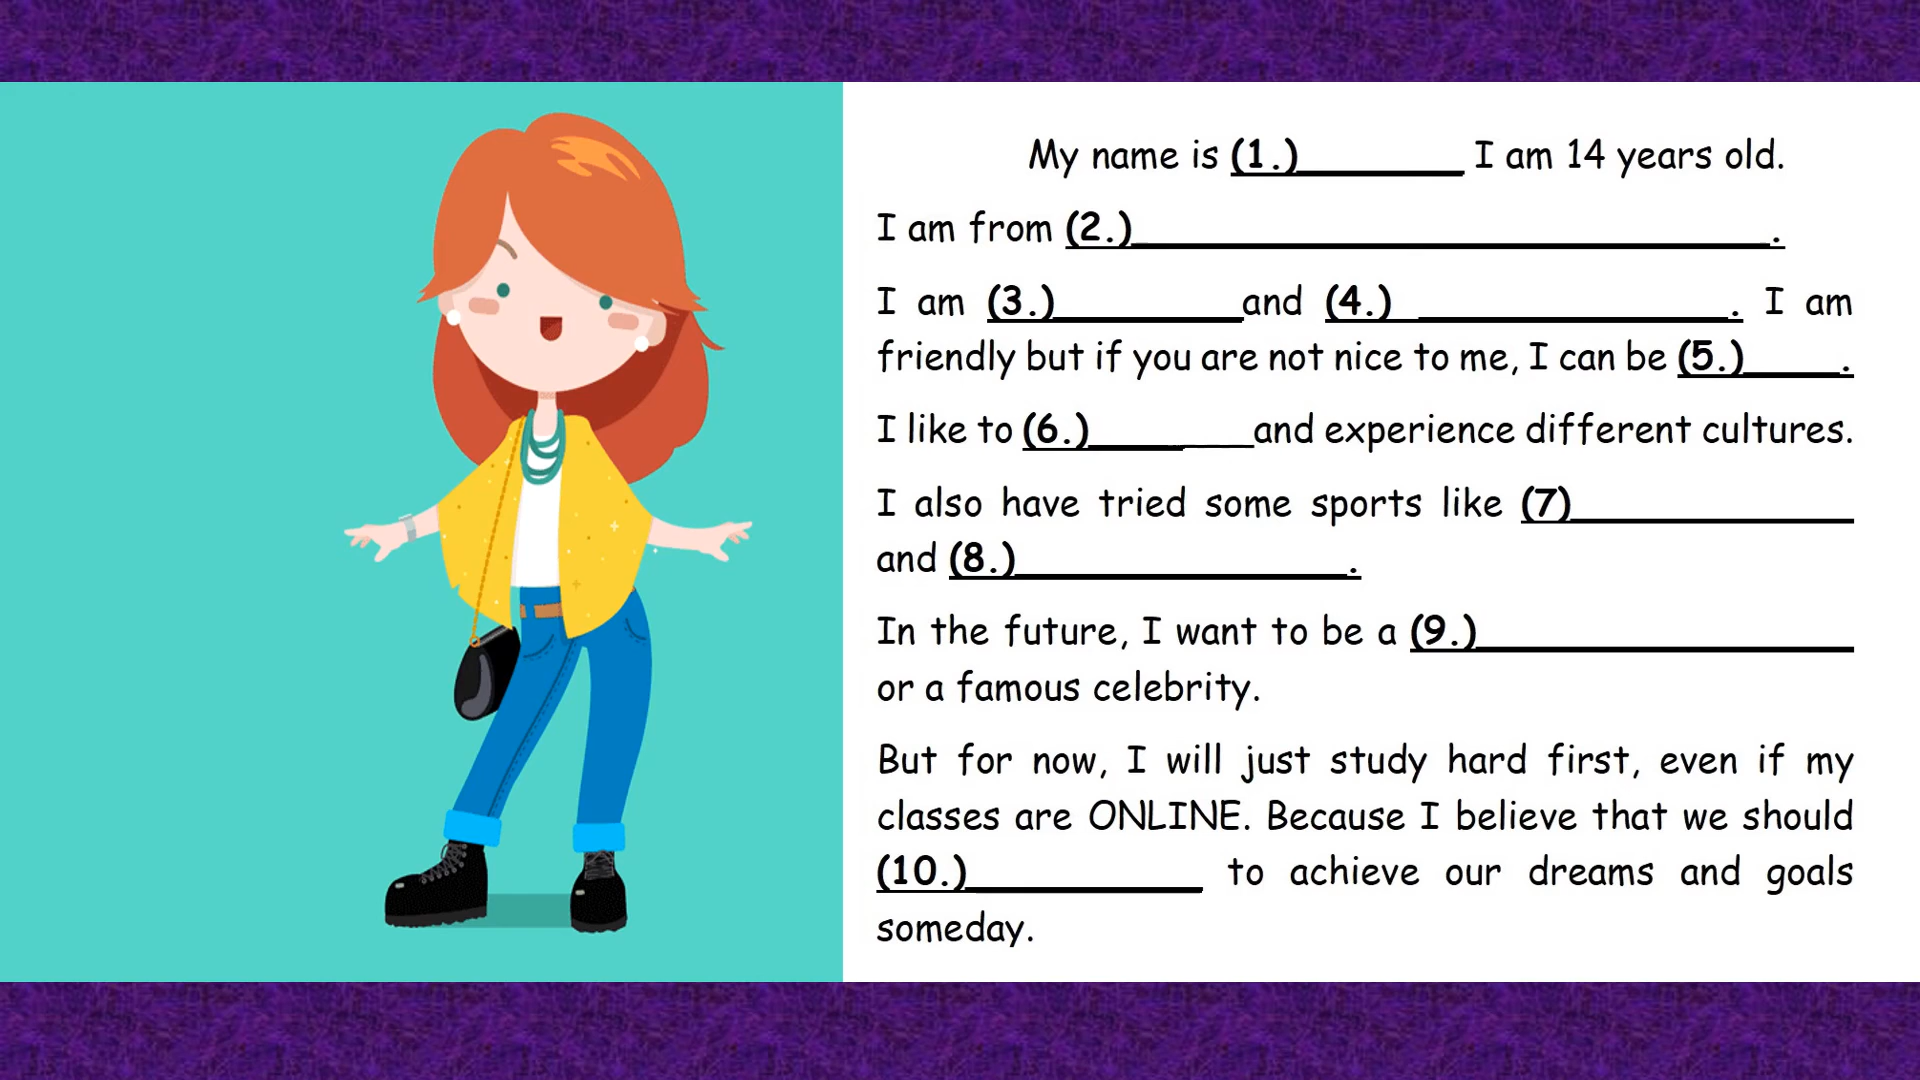 My name is (1.)________ I am 14 years old.
I am from (2.)______________________________.
I am (3.)_________and (4.) _______________. I am
friendly but if you are not nice to me, I can be (5.)_____.
I like to (6.)________and experience different cultures.
I also have tried some sports like (7)______________
and (8.)________________.
In the future, I want to be a (9.)__________________
or a famous celebrity.
But for now, I will just study hard first, even if my
classes are ONLINE. Because I believe that we should
(10.)___________ to achieve our dreams and goals
someday.